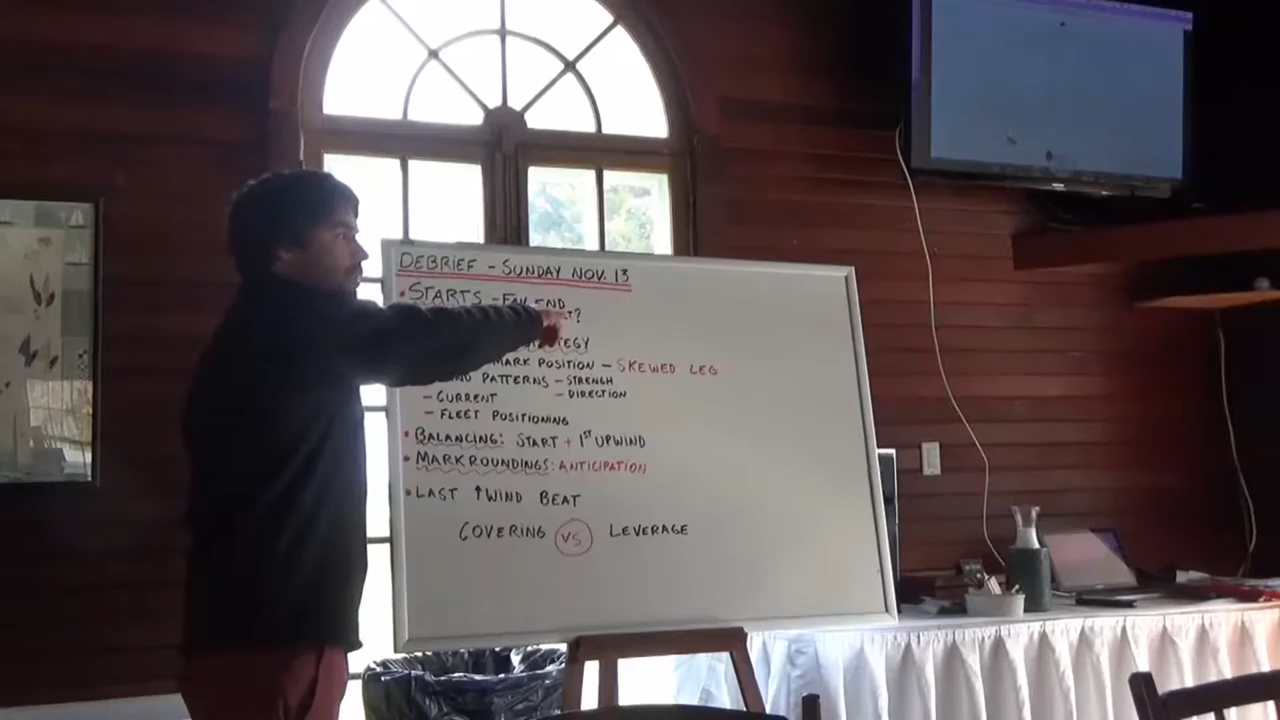 DEBRIEF - SUNDAY NOV. 13
• STARTS - FAV END
MARK POSITION - SKEWED LEG
PATTERNS - STRENGH
- CURRENT - DIRECTION
- FLEET POSITIONING
• BALANCING: START + 1ST UPWIND
• MARKROUNDINGS: ANTICIPATION
• LAST ↑WIND BEAT
COVERING VS LEVERAGE